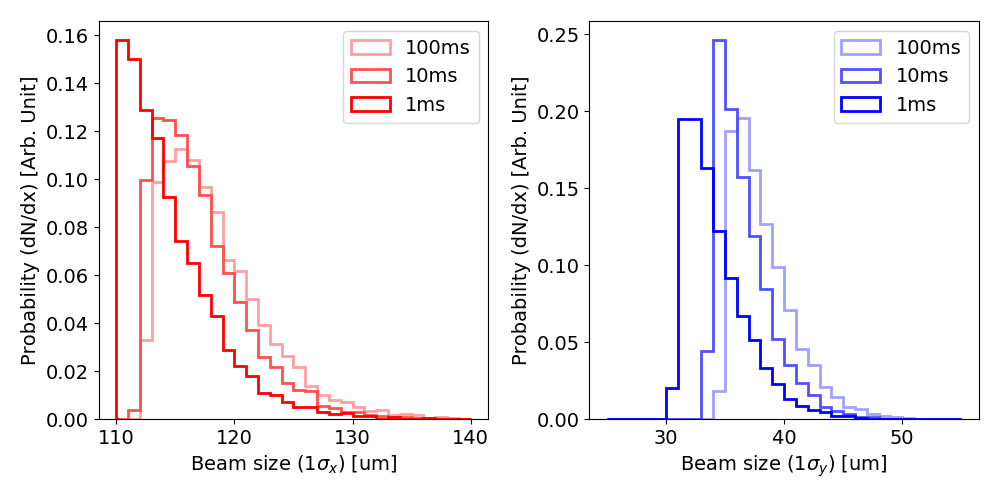 Probability (dN/dx) [Arb. Unit]
0.16
0.14
0.12
0.10
0.08
0.06
0.04
0.02
0.00
110 120 130 140
Beam size (1σx) [um]
100ms
10ms
1ms
Probability (dN/dx) [Arb. Unit]
0.25
0.20
0.15
0.10
0.05
0.00
30 40 50
Beam size (1σy) [um]
100ms
10ms
1ms